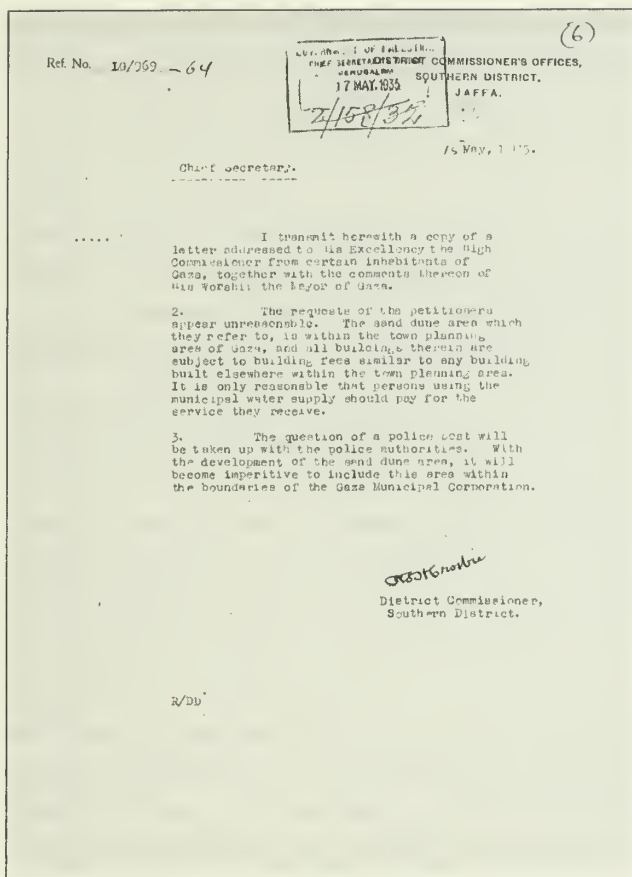 (6)
Ref. No. 10/969 - 64
CHIEF SECRETARY
DISTRICT COMMISSIONER'S OFFICES,
JERUSALEM
SOUTHERN DISTRICT,
17 MAY. 1935
JAFFA.
Z/158/35
15 May, 1935.
Chief Secretary.
.....
I transmit herewith a copy of a
letter addressed to His Excellency the High
Commissioner from certain inhabitants of
Gaza, together with the comments thereon of
His Worship the Mayor of Gaza.
2. The requests of the petitioners
appear unreasonable. The sand dune area which
they refer to, is within the town planning
area of Gaza, and all buildings therein are
subject to building fees similar to any building
built elsewhere within the town planning area.
It is only reasonable that persons using the
municipal water supply should pay for the
service they receive.
3. The question of a police post will
be taken up with the police authorities. With
the development of the sand dune area, it will
become imperitive to include this area within
the boundaries of the Gaza Municipal Corporation.
District Commissioner,
Southern District.
R/DD